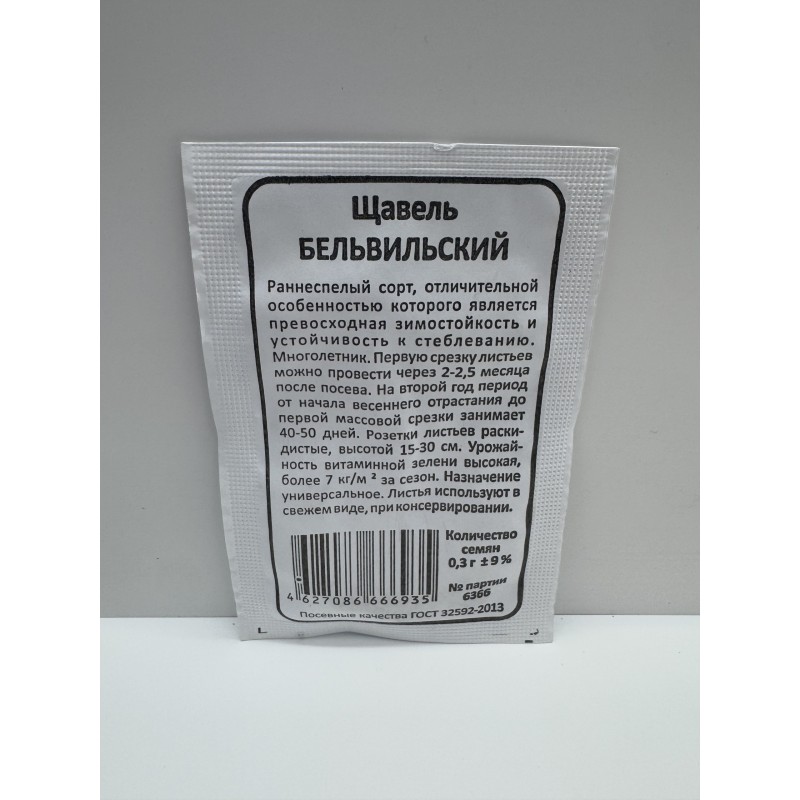 Щавель
БЕЛЬВИЛЬСКИЙ
Раннеспелый сорт, отличительной
особенностью которого является
превосходная зимостойкость и
устойчивость к стеблеванию.
Многолетник. Первую срезку листьев
можно провести через 2-2,5 месяца
после посева. На второй год период
от начала весеннего отрастания до
первой массовой срезки занимает
40-50 дней. Розетки листьев раски-
дистые, высотой 15-30 см. Урожай-
ность витаминной зелени высокая,
более 7 кг/м ² за сезон. Назначение
универсальное. Листья используют в
свежем виде, при консервировании.
Количество
семян
0,3 г ± 9 %
№ партии
6366
4 627086 666935
Посевные качества ГОСТ 32592-2013